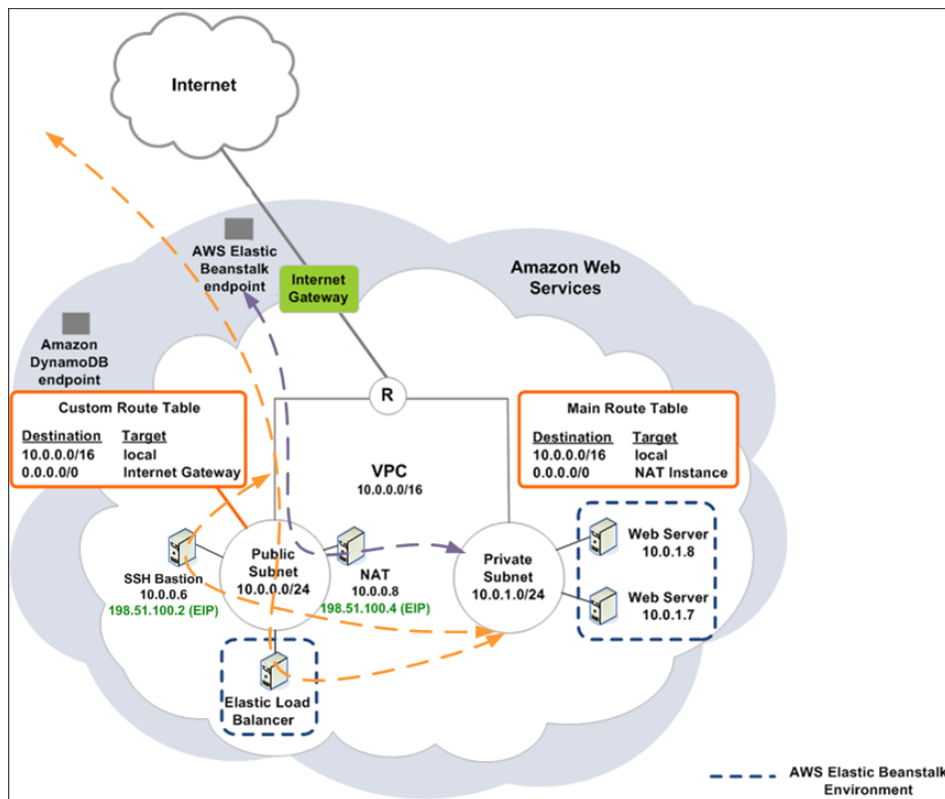 Internet
AWS Elastic
Beanstalk
endpoint
Internet
Gateway
Amazon Web
Services
Amazon
DynamoDB
endpoint
R
Custom Route Table
Destination Target
10.0.0.0/16 local
0.0.0.0/0 Internet Gateway
Main Route Table
Destination Target
10.0.0.0/16 local
0.0.0.0/0 NAT Instance
VPC
10.0.0.0/16
SSH Bastion
10.0.0.6
198.51.100.2 (EIP)
Public
Subnet
10.0.0.0/24
NAT
10.0.0.8
198.51.100.4 (EIP)
Private
Subnet
10.0.1.0/24
Web Server
10.0.1.8
Web Server
10.0.1.7
Elastic Load
Balancer
AWS Elastic Beanstalk
Environment